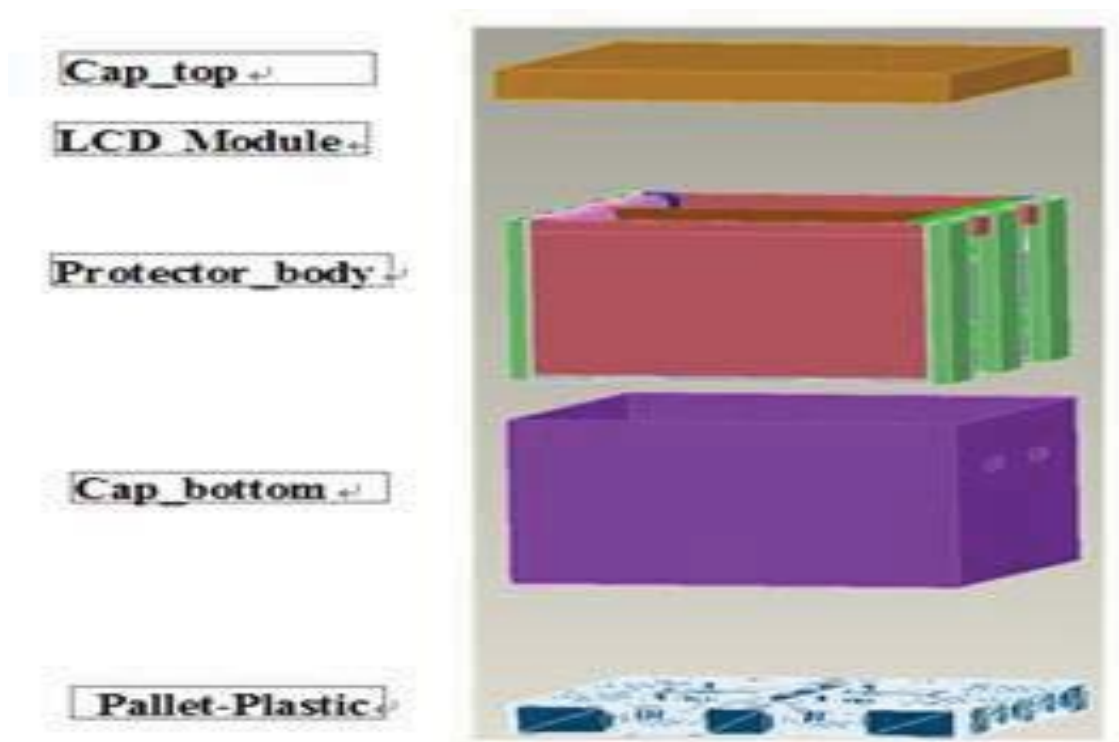 Cap_top ↵
LCD Module↵
Protector_body↵
Cap_bottom ↵
Pallet-Plastic↵